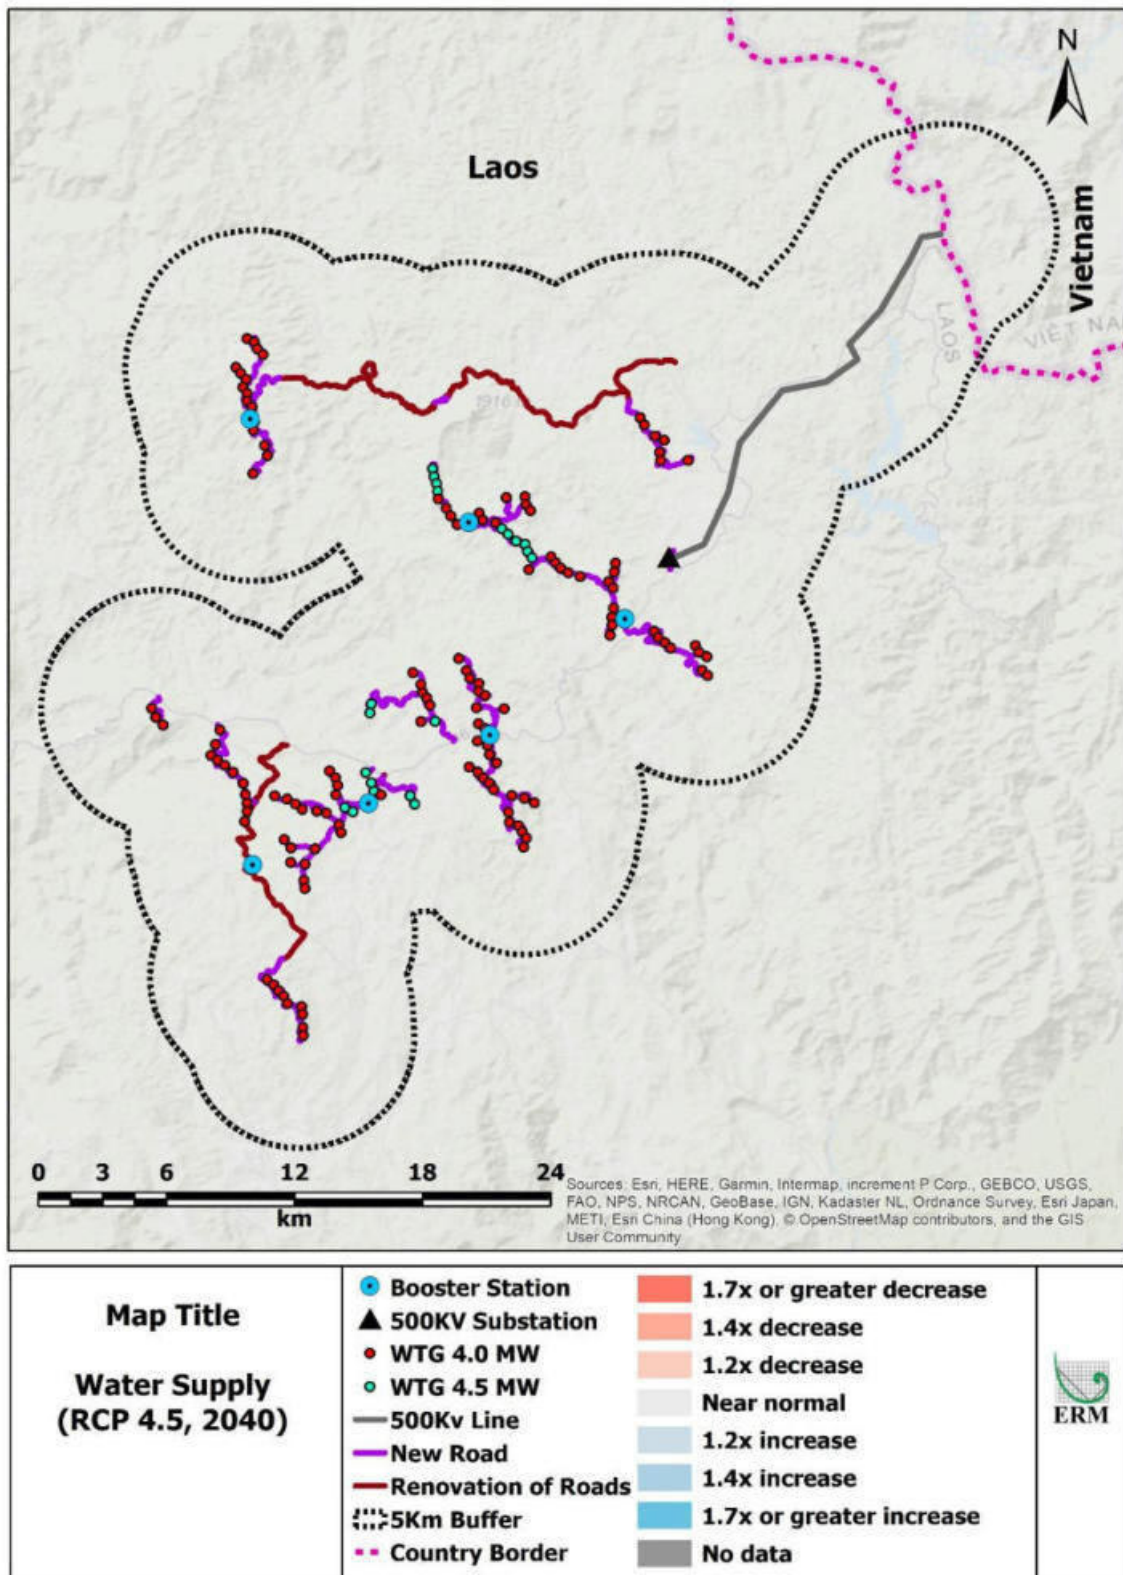 N
Laos
Vietnam
LAOS
VIÊT NA
1916
0 3 6 12 18 24
km
Sources: Esri, HERE, Garmin, Intermap, increment P Corp., GEBCO, USGS,
FAO, NPS, NRCAN, GeoBase, IGN, Kadaster NL, Ordnance Survey, Esri Japan,
METI, Esri China (Hong Kong), © OpenStreetMap contributors, and the GIS
User Community
Map Title
Water Supply
(RCP 4.5, 2040)
Booster Station
500KV Substation
WTG 4.0 MW
WTG 4.5 MW
500Kv Line
New Road
Renovation of Roads
5Km Buffer
Country Border
1.7x or greater decrease
1.4x decrease
1.2x decrease
Near normal
1.2x increase
1.4x increase
1.7x or greater increase
No data
ERM